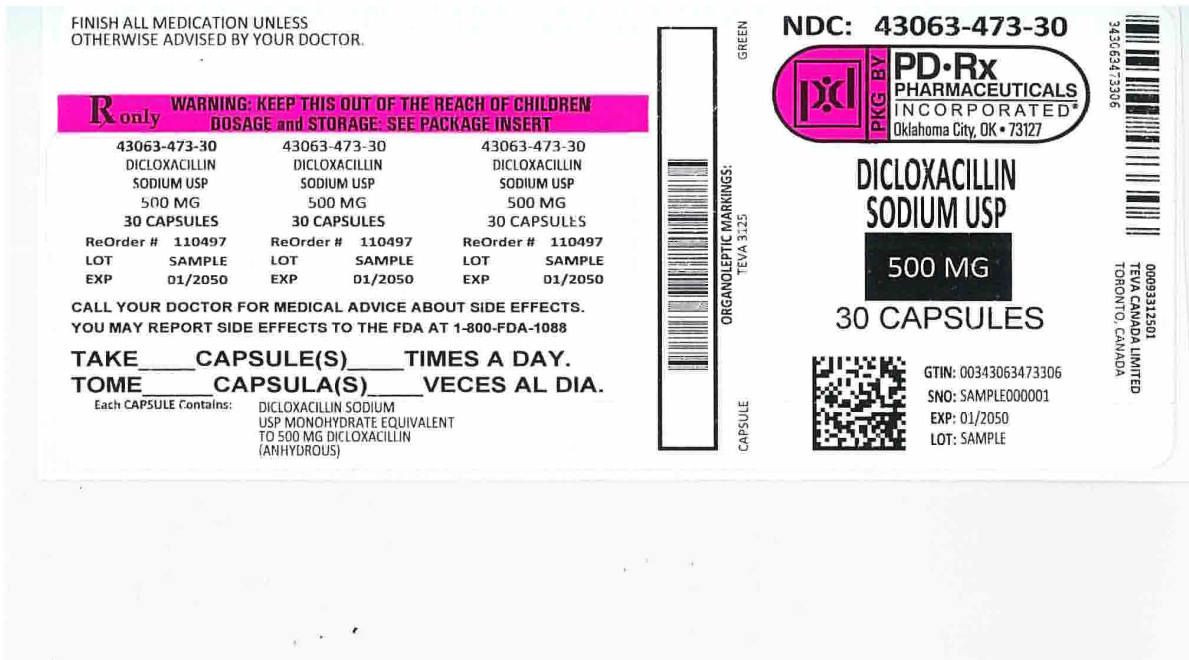 FINISH ALL MEDICATION UNLESS
OTHERWISE ADVISED BY YOUR DOCTOR.
Rx only
WARNING: KEEP THIS OUT OF THE REACH OF CHILDREN
DOSAGE and STORAGE: SEE PACKAGE INSERT
43063-473-30 43063-473-30 43063-473-30
DICLOXACILLIN DICLOXACILLIN DICLOXACILLIN
SODIUM USP SODIUM USP SODIUM USP
500 MG 500 MG 500 MG
30 CAPSULES 30 CAPSULES 30 CAPSULES
ReOrder # 110497 ReOrder # 110497 ReOrder # 110497
LOT SAMPLE LOT SAMPLE LOT SAMPLE
EXP 01/2050 EXP 01/2050 EXP 01/2050
CALL YOUR DOCTOR FOR MEDICAL ADVICE ABOUT SIDE EFFECTS.
YOU MAY REPORT SIDE EFFECTS TO THE FDA AT 1-800-FDA-1088
TAKE____CAPSULE(S)____TIMES A DAY.
TOME_____CAPSULA(S)____VECES AL DIA.
Each CAPSULE Contains: DICLOXACILLIN SODIUM
USP MONOHYDRATE EQUIVALENT
TO 500 MG DICLOXACILLIN
(ANHYDROUS)
ORGANOLEPTIC MARKINGS:
CAPSULE TEVA 3125 GREEN
NDC: 43063-473-30
PKG BY
PD·Rx
PHARMACEUTICALS
INCORPORATED®
Oklahoma City, OK • 73127
DICLOXACILLIN
SODIUM USP
500 MG
30 CAPSULES
GTIN: 00343063473306
SNO: SAMPLE000001
EXP: 01/2050
LOT: SAMPLE
343063473306
00093312501
TEVA CANADA LIMITED
TORONTO, CANADA